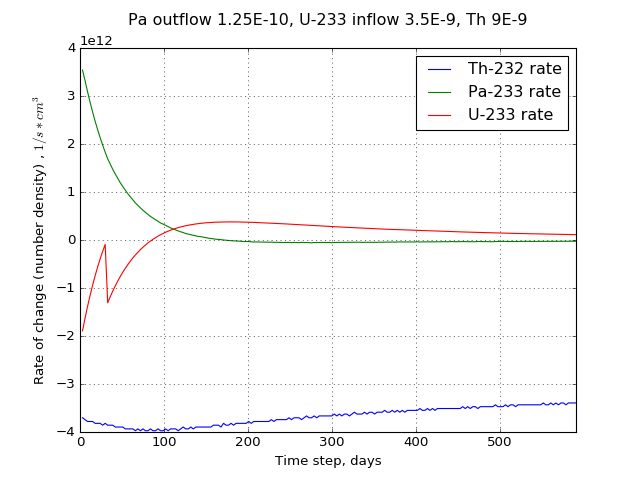 Pa outflow 1.25E-10, U-233 inflow 3.5E-9, Th 9E-9
1e12
4
3
2
1
0
−1
−2
−3
−4
Rate of change (number density) , 1/s * cm³
Th-232 rate
Pa-233 rate
U-233 rate
0 100 200 300 400 500
Time step, days